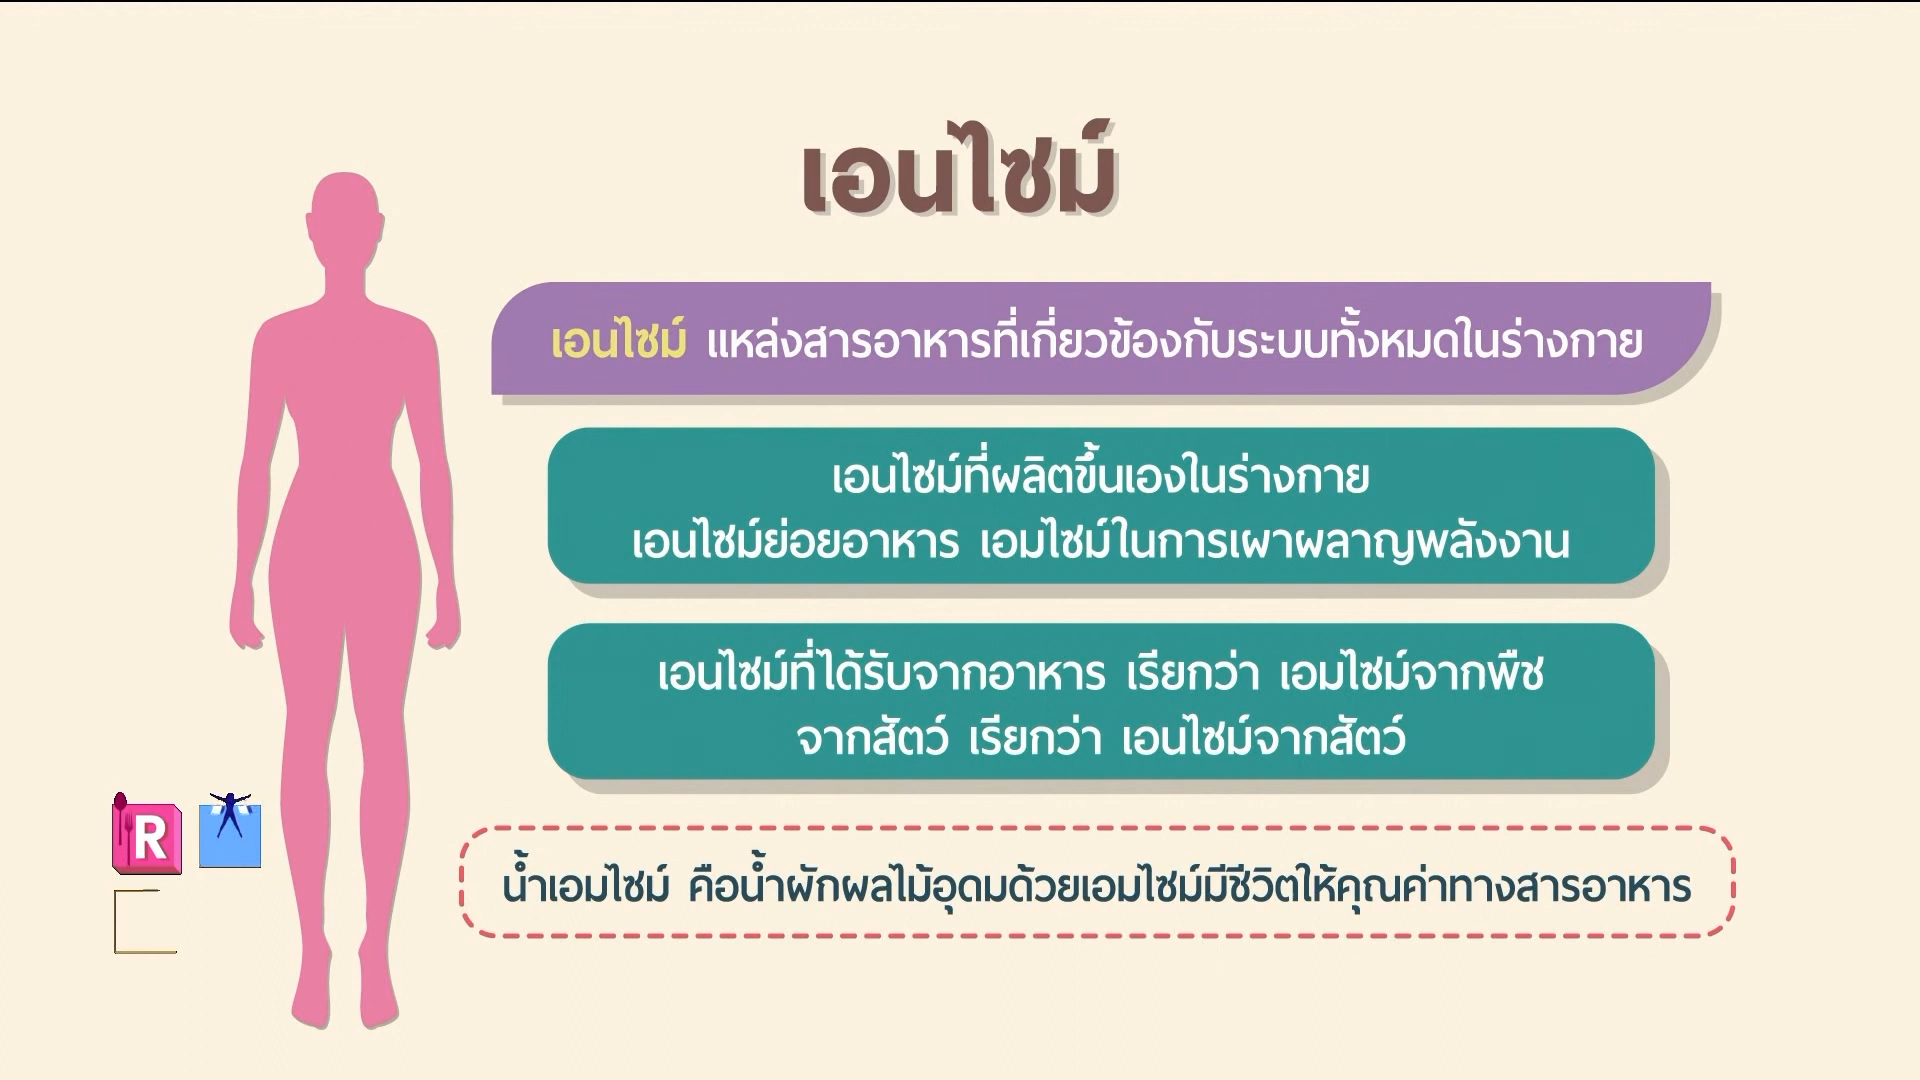 เอนไซม์
เอนไซม์ แหล่งสารอาหารที่เกี่ยวข้องกับระบบทั้งหมดในร่างกาย
เอนไซม์ที่ผลิตขึ้นเองในร่างกาย
เอนไซม์ย่อยอาหาร เอมไซม์ในการเผาผลาญพลังงาน
เอนไซม์ที่ได้รับจากอาหาร เรียกว่า เอมไซม์จากพืช
จากสัตว์ เรียกว่า เอนไซม์จากสัตว์
R
น้ำเอมไซม์ คือน้ำผักผลไม้อุดมด้วยเอมไซม์มีชีวิตให้คุณค่าทางสารอาหาร